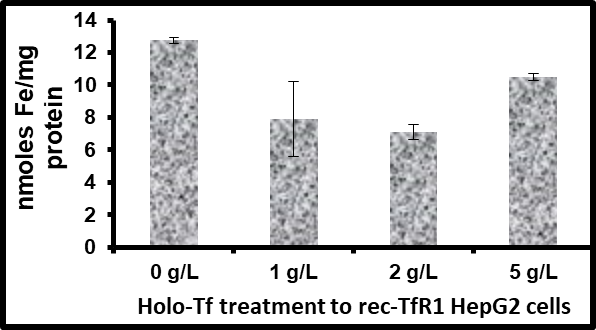 nmoles Fe/mg
protein
14
12
10
8
6
4
2
0
0 g/L 1 g/L 2 g/L 5 g/L
Holo-Tf treatment to rec-TfR1 HepG2 cells